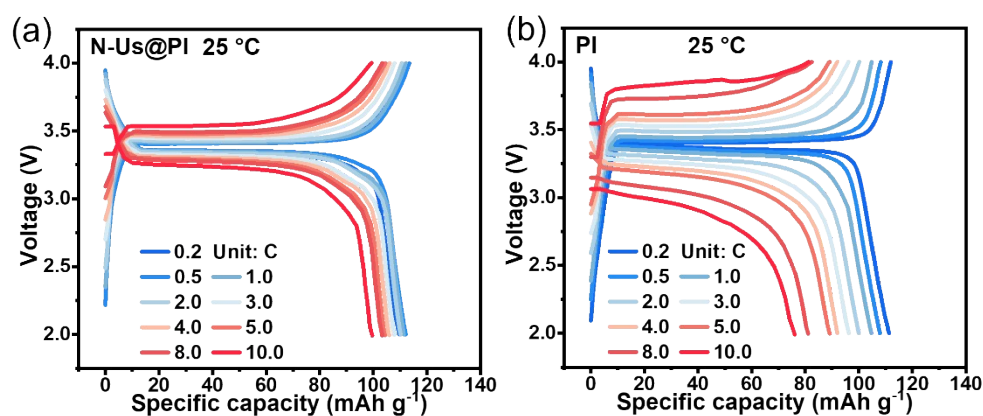 (a)
N-Us@PI 25 °C
4.0
3.5
3.0
2.5
2.0
Voltage (V)
0.2 Unit: C
0.5 1.0
2.0 3.0
4.0 5.0
8.0 10.0
0 20 40 60 80 100 120 140
Specific capacity (mAh g⁻¹)
(b)
PI 25 °C
4.0
3.5
3.0
2.5
2.0
Voltage (V)
0.2 Unit: C
0.5 1.0
2.0 3.0
4.0 5.0
8.0 10.0
0 20 40 60 80 100 120 140
Specific capacity (mAh g⁻¹)